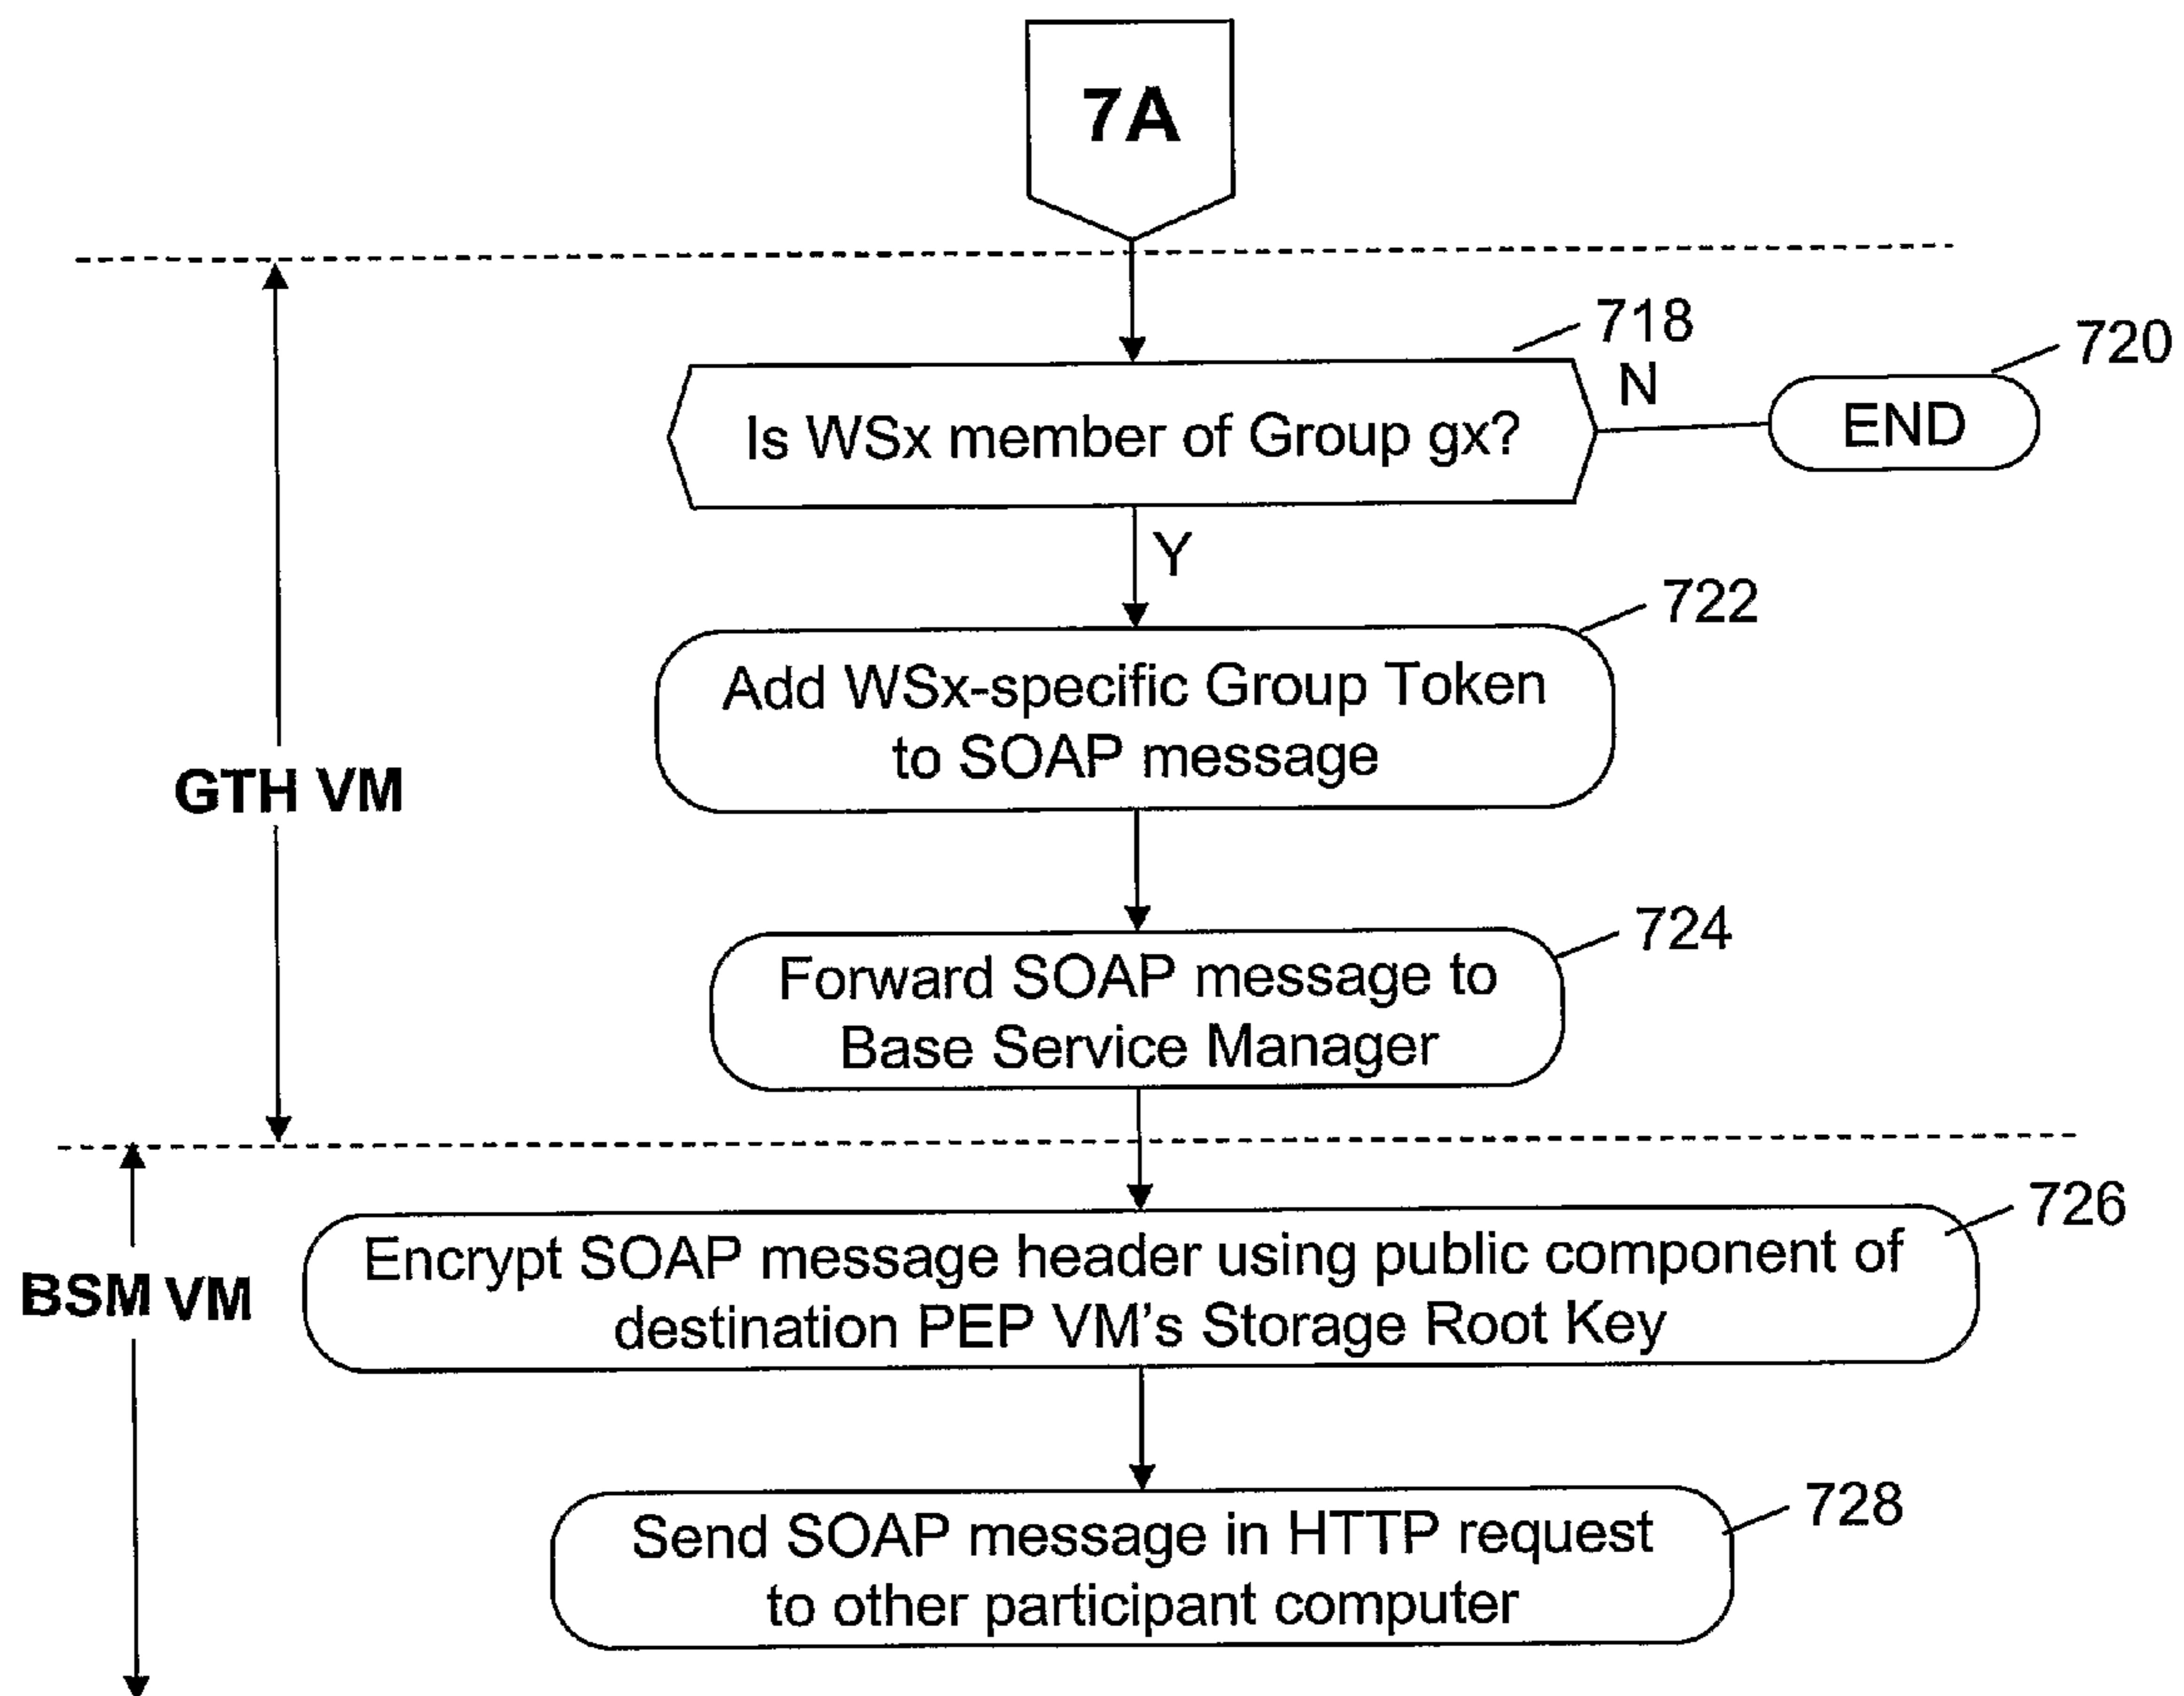 7A
718
N
720
Is WSx member of Group gx?
END
Y
722
Add WSx-specific Group Token
to SOAP message
GTH VM
724
Forward SOAP message to
Base Service Manager
726
Encrypt SOAP message header using public component of
destination PEP VM's Storage Root Key
BSM VM
728
Send SOAP message in HTTP request
to other participant computer